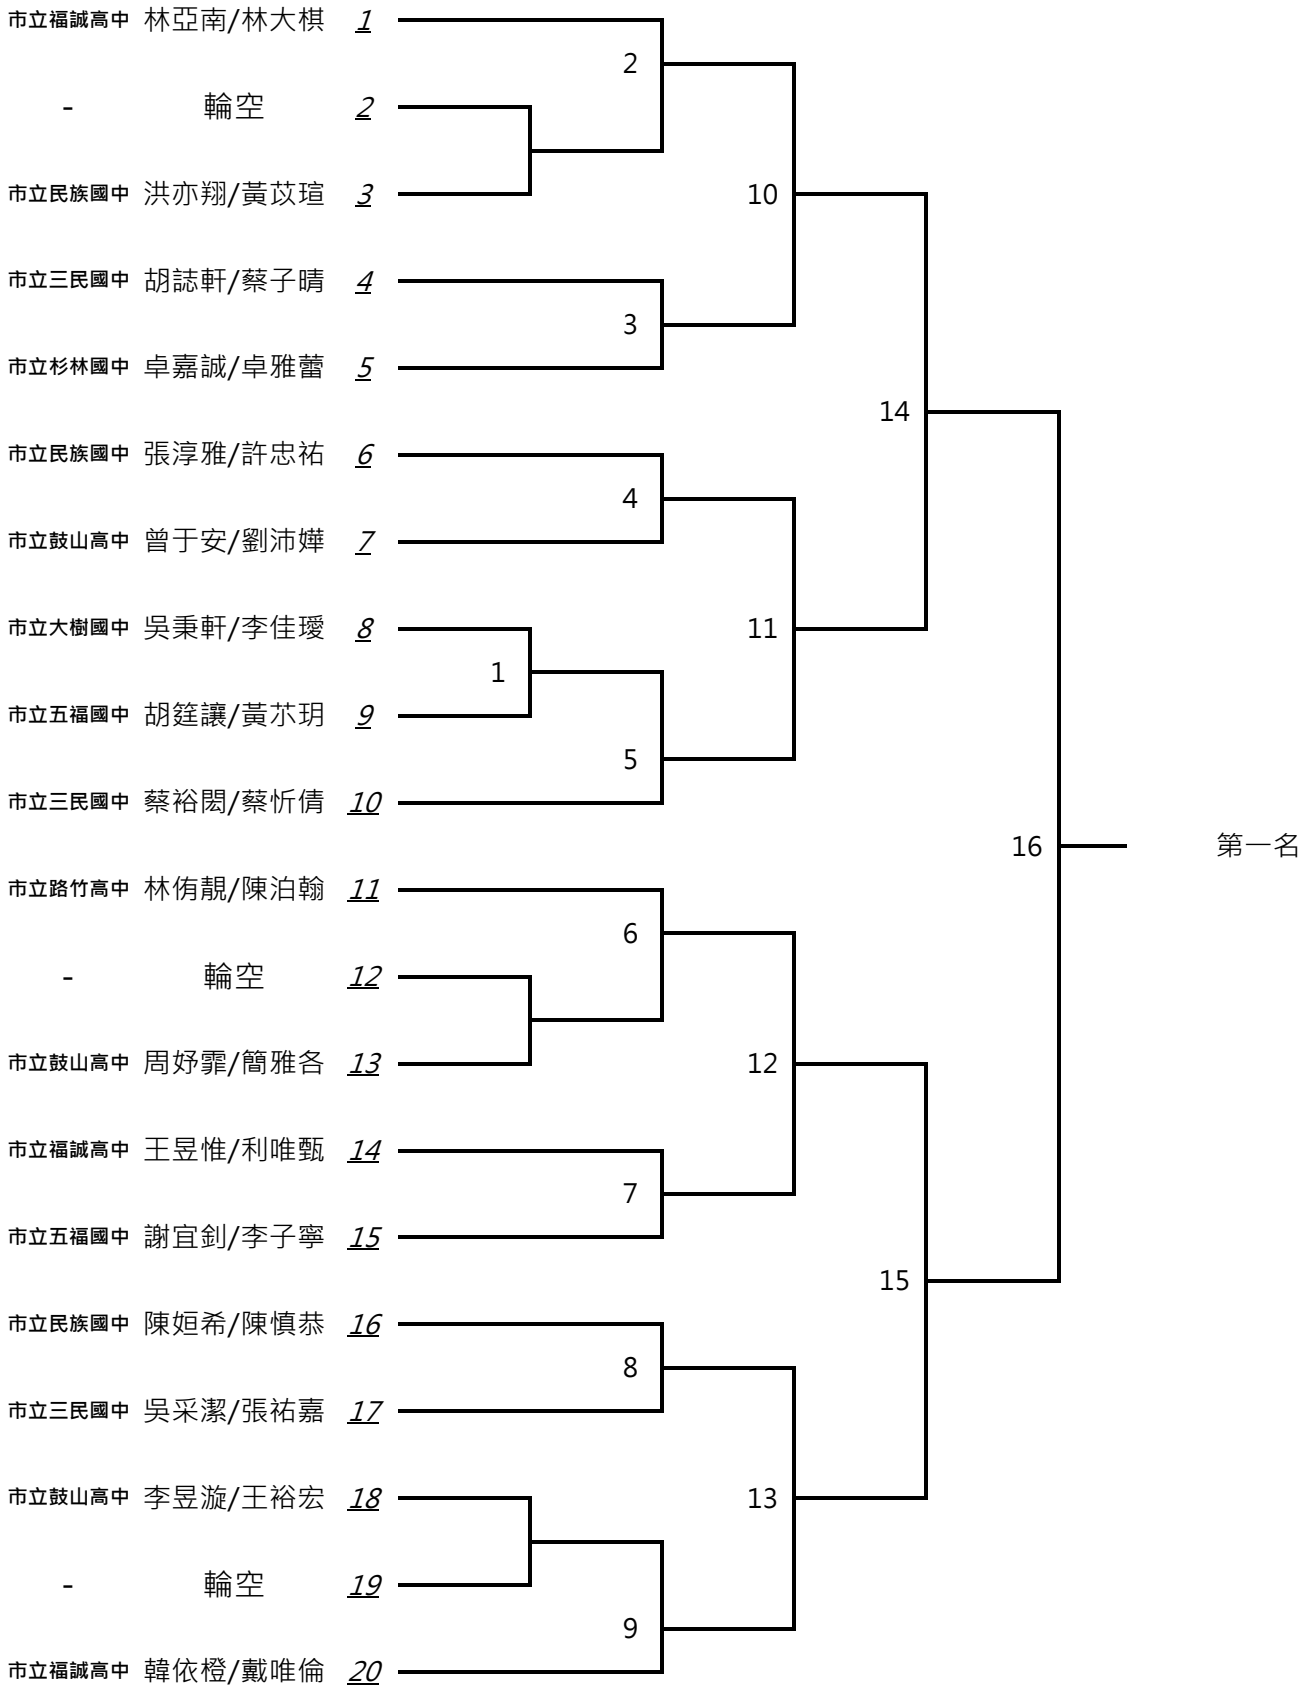 市立福誠高中 林亞南/林大棋 1
2
- 輪空 2
市立民族國中 洪亦翔/黃苡瑄 3
10
市立三民國中 胡誌軒/蔡子晴 4
3
市立杉林國中 卓嘉誠/卓雅蕾 5
14
市立民族國中 張淳雅/許忠祐 6
4
市立鼓山高中 曾于安/劉沛嬅 7
市立大樹國中 吳秉軒/李佳璦 8
11
1
市立五福國中 胡筳讓/黃芣玥 9
5
市立三民國中 蔡裕閎/蔡忻倩 10
16 第一名
市立路竹高中 林侑靚/陳泊翰 11
6
- 輪空 12
市立鼓山高中 周妤霏/簡雅各 13
12
市立福誠高中 王昱惟/利唯甄 14
7
市立五福國中 謝宜釗/李子寧 15
15
市立民族國中 陳姮希/陳慎恭 16
8
市立三民國中 吳采潔/張祐嘉 17
市立鼓山高中 李昱漩/王裕宏 18
13
- 輪空 19
9
市立福誠高中 韓依橙/戴唯倫 20